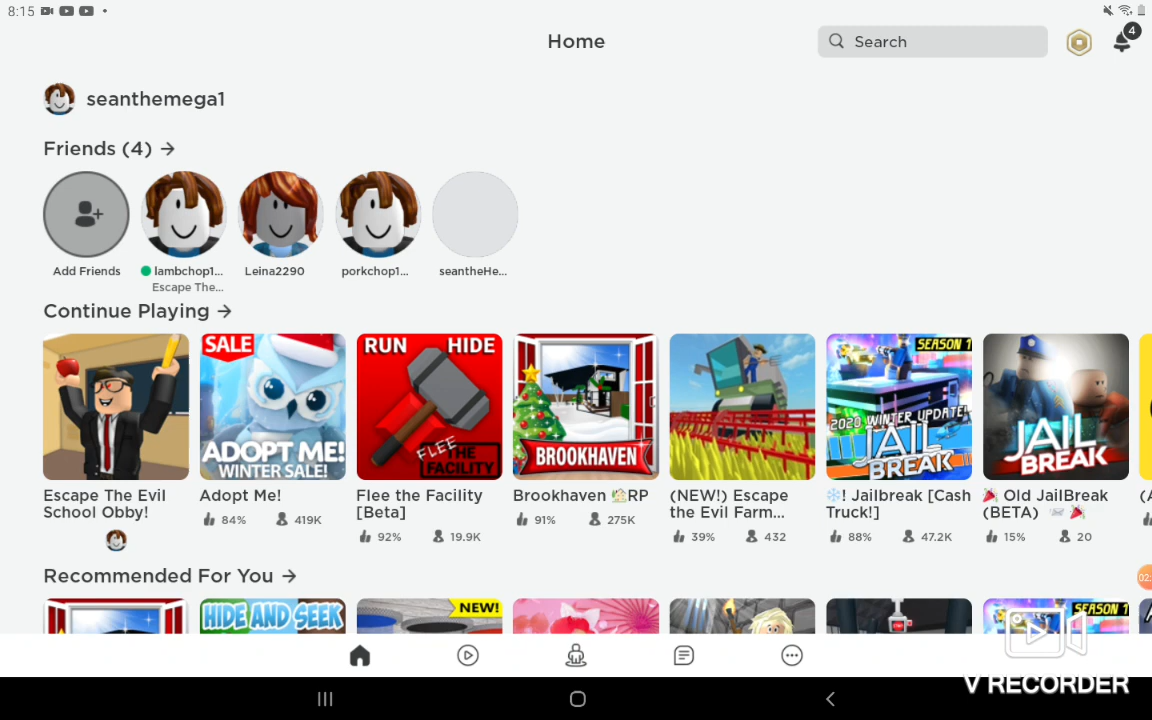 8:15
Home
Search
4
seanthemega1
Friends (4) →
Add Friends
lambchop1...
Escape The...
Leina2290
porkchop1...
seantheHe...
Continue Playing →
SALE
ADOPT ME!
WINTER SALE!
RUN HIDE
FLEE
THE
FACILITY
BROOKHAVEN
SEASON 1
2020 WINTER UPDATE!
JAIL
BREAK
JAIL
BREAK
Escape The Evil
School Obby!
Adopt Me!
84% 419K
Flee the Facility
[Beta]
92% 19.9K
Brookhaven 🏡RP
91% 275K
(NEW!) Escape
the Evil Farm...
39% 432
❄️! Jailbreak [Cash
Truck!]
88% 47.2K
🎉 Old JailBreak
(BETA) 📨🎉
15% 20
Recommended For You →
HIDE AND SEEK
NEW!
SEASON 1
V RECORDER